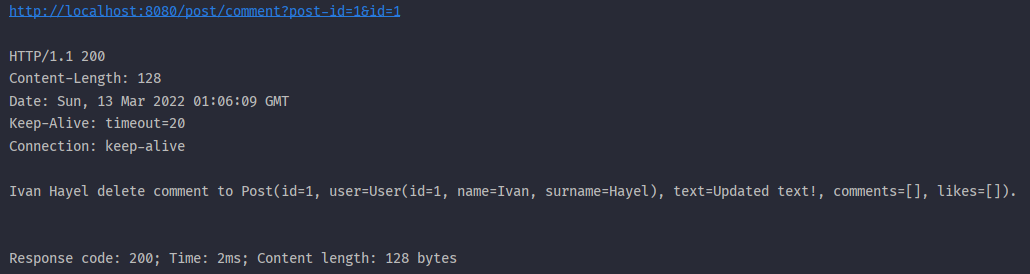 http://localhost:8080/post/comment?post-id=1&id=1
HTTP/1.1 200
Content-Length: 128
Date: Sun, 13 Mar 2022 01:06:09 GMT
Keep-Alive: timeout=20
Connection: keep-alive
Ivan Hayel delete comment to Post(id=1, user=User(id=1, name=Ivan, surname=Hayel), text=Updated text!, comments=[], likes=[]).
Response code: 200; Time: 2ms; Content length: 128 bytes